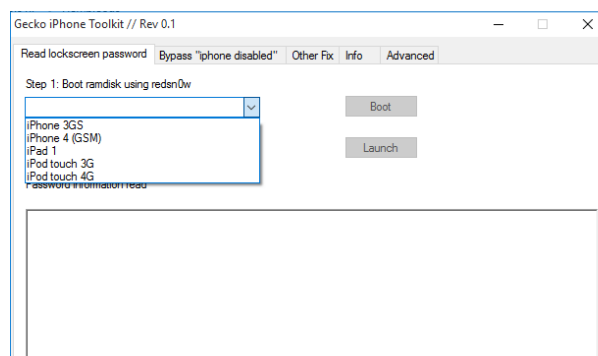 Gecko iPhone Toolkit // Rev 0.1
Read lockscreen password Bypass "iphone disabled" Other Fix Info Advanced
Step 1: Boot ramdisk using redsn0w
Boot
iPhone 3GS
iPhone 4 (GSM)
iPad 1
iPod touch 3G
iPod touch 4G
Launch
Password information read